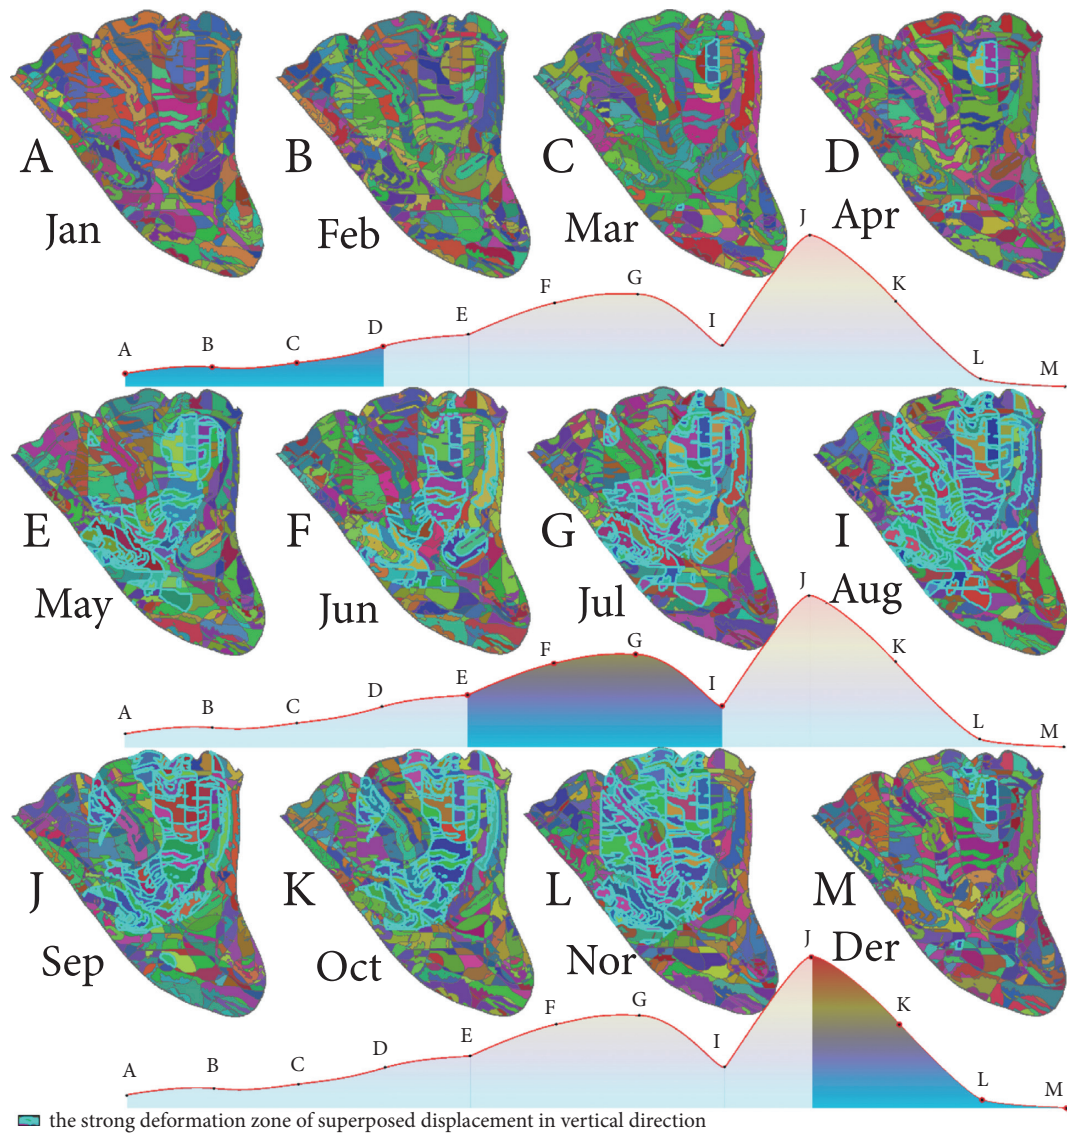 A
B
C
D
Jan
Feb
Mar
Apr
A
B
C
D
E
F
G
I
J
K
L
M
E
F
G
I
May
Jun
Jul
Aug
A
B
C
D
E
F
G
I
J
K
L
M
J
K
L
M
Sep
Oct
Nor
Der
A
B
C
D
E
F
G
I
J
K
L
M
the strong deformation zone of superposed displacement in vertical direction